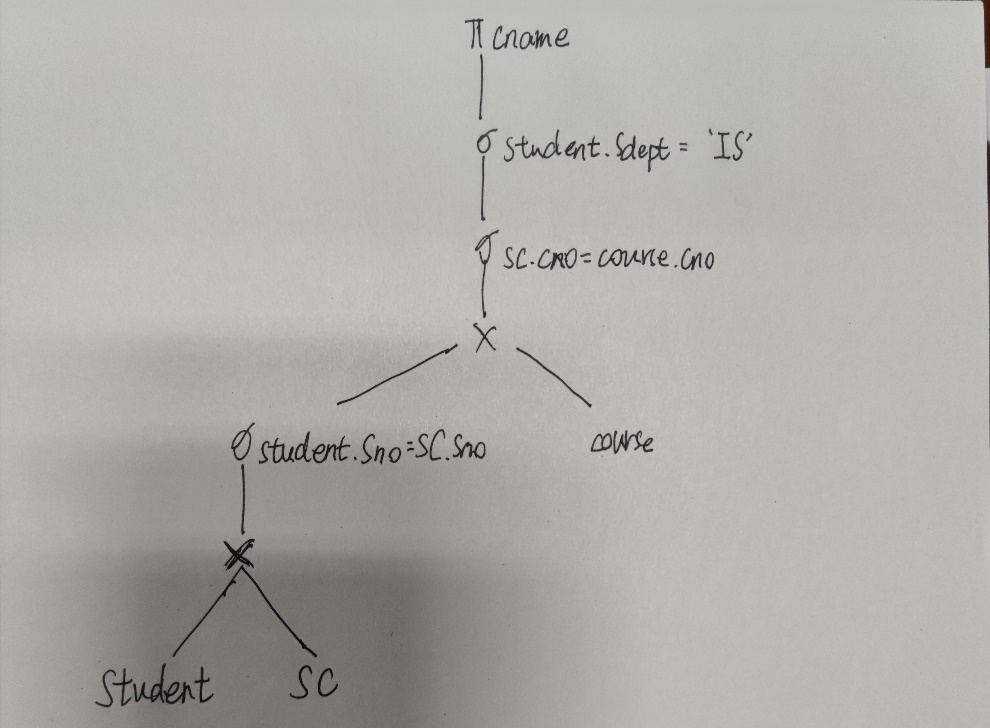 π cname
σ student.Sdept = 'IS'
σ SC.cno=course.cno
×
σ student.Sno=SC.Sno
course
×
Student
SC